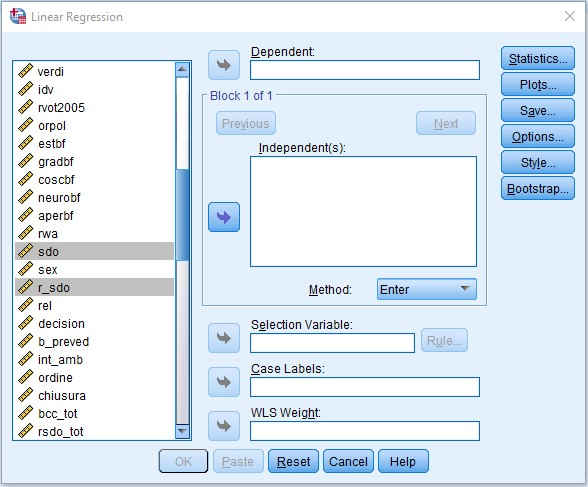 Linear Regression
verdi
idv
rvot2005
orpol
estbf
gradbf
coscbf
neurobf
aperbf
rwa
sdo
sex
r_sdo
rel
decision
b_preved
int_amb
ordine
chiusura
bcc_tot
rsdo_tot
Dependent:
Block 1 of 1
Previous
Next
Independent(s):
Method:
Enter
Selection Variable:
Rule...
Case Labels:
WLS Weight:
Statistics...
Plots...
Save...
Options...
Style...
Bootstrap...
OK
Paste
Reset
Cancel
Help